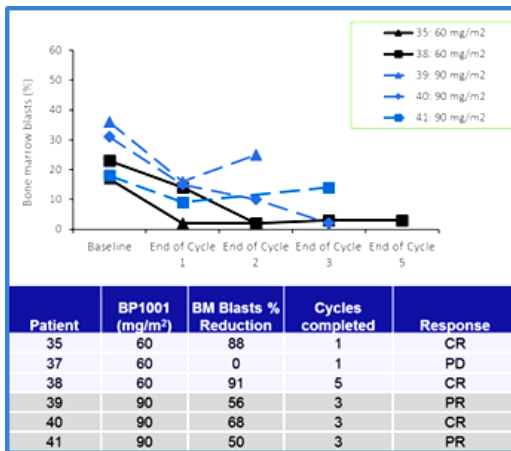 60
50
40
30
20
10
0
Bone marrow blasts (%)
Baseline
End of Cycle 1
End of Cycle 2
End of Cycle 3
End of Cycle 5
35: 60 mg/m2
38: 60 mg/m2
39: 90 mg/m2
40: 90 mg/m2
41: 90 mg/m2
Patient BP1001 (mg/m²) BM Blasts % Reduction Cycles completed Response
35 60 88 1 CR
37 60 0 1 PD
38 60 91 5 CR
39 90 56 3 PR
40 90 68 3 CR
41 90 50 3 PR